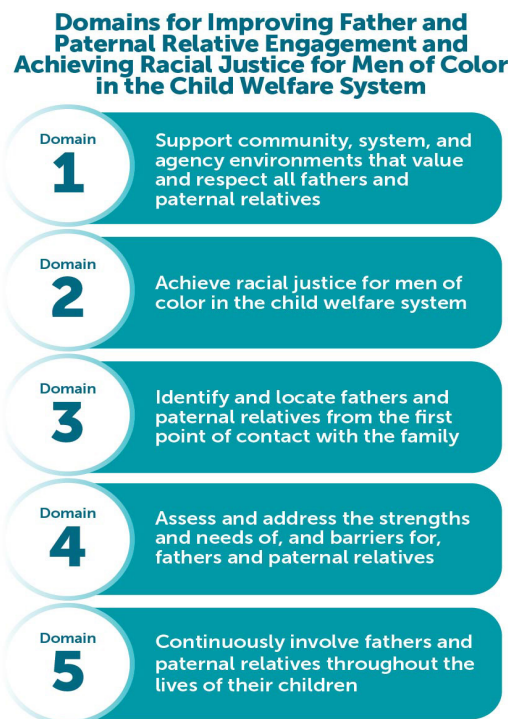 Domains for Improving Father and
Paternal Relative Engagement and
Achieving Racial Justice for Men of Color
in the Child Welfare System
Domain
1
Support community, system, and
agency environments that value
and respect all fathers and
paternal relatives
Domain
2
Achieve racial justice for men of
color in the child welfare system
Domain
3
Identify and locate fathers and
paternal relatives from the first
point of contact with the family
Domain
4
Assess and address the strengths
and needs of, and barriers for,
fathers and paternal relatives
Domain
5
Continuously involve fathers and
paternal relatives throughout the
lives of their children